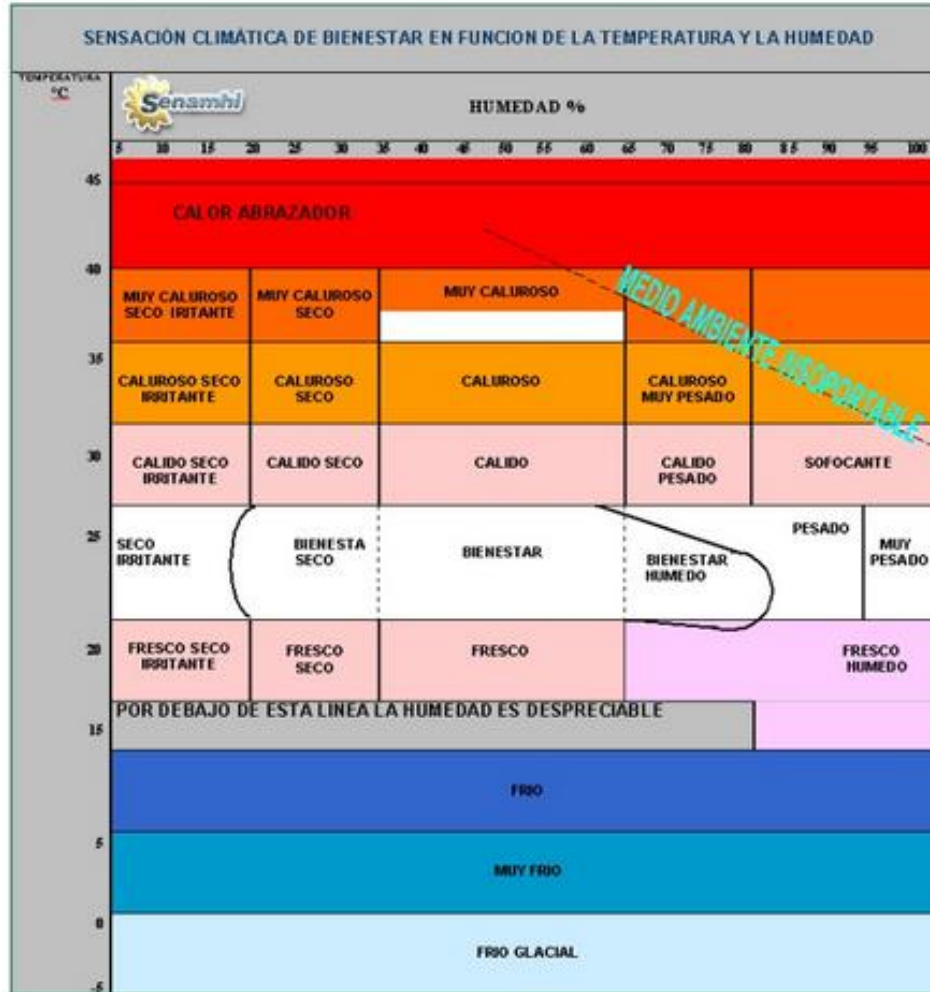 SENSACIÓN CLIMÁTICA DE BIENESTAR EN FUNCION DE LA TEMPERATURA Y LA HUMEDAD
TEMPERATURA
ºC
Senamhi
HUMEDAD %
5 10 15 20 25 30 35 40 45 50 55 60 65 70 75 80 85 90 95 100
45
CALOR ABRAZADOR
40
MUY CALUROSO
SECO IRITANTE
MUY CALUROSO
SECO
MUY CALUROSO
MEDIO AMBIENTE INSOPORTABLE
35
CALUROSO SECO
IRRITANTE
CALUROSO
SECO
CALUROSO
CALUROSO
MUY PESADO
30
CALIDO SECO
IRRITANTE
CALIDO SECO
CALIDO
CALIDO
PESADO
SOFOCANTE
25
SECO
IRRITANTE
BIENESTA
SECO
BIENESTAR
BIENESTAR
HUMEDO
PESADO
MUY
PESADO
20
FRESCO SECO
IRRITANTE
FRESCO
SECO
FRESCO
FRESCO
HUMEDO
POR DEBAJO DE ESTA LINEA LA HUMEDAD ES DESPRECIABLE
15
FRIO
5
MUY FRIO
0
FRIO GLACIAL
-5